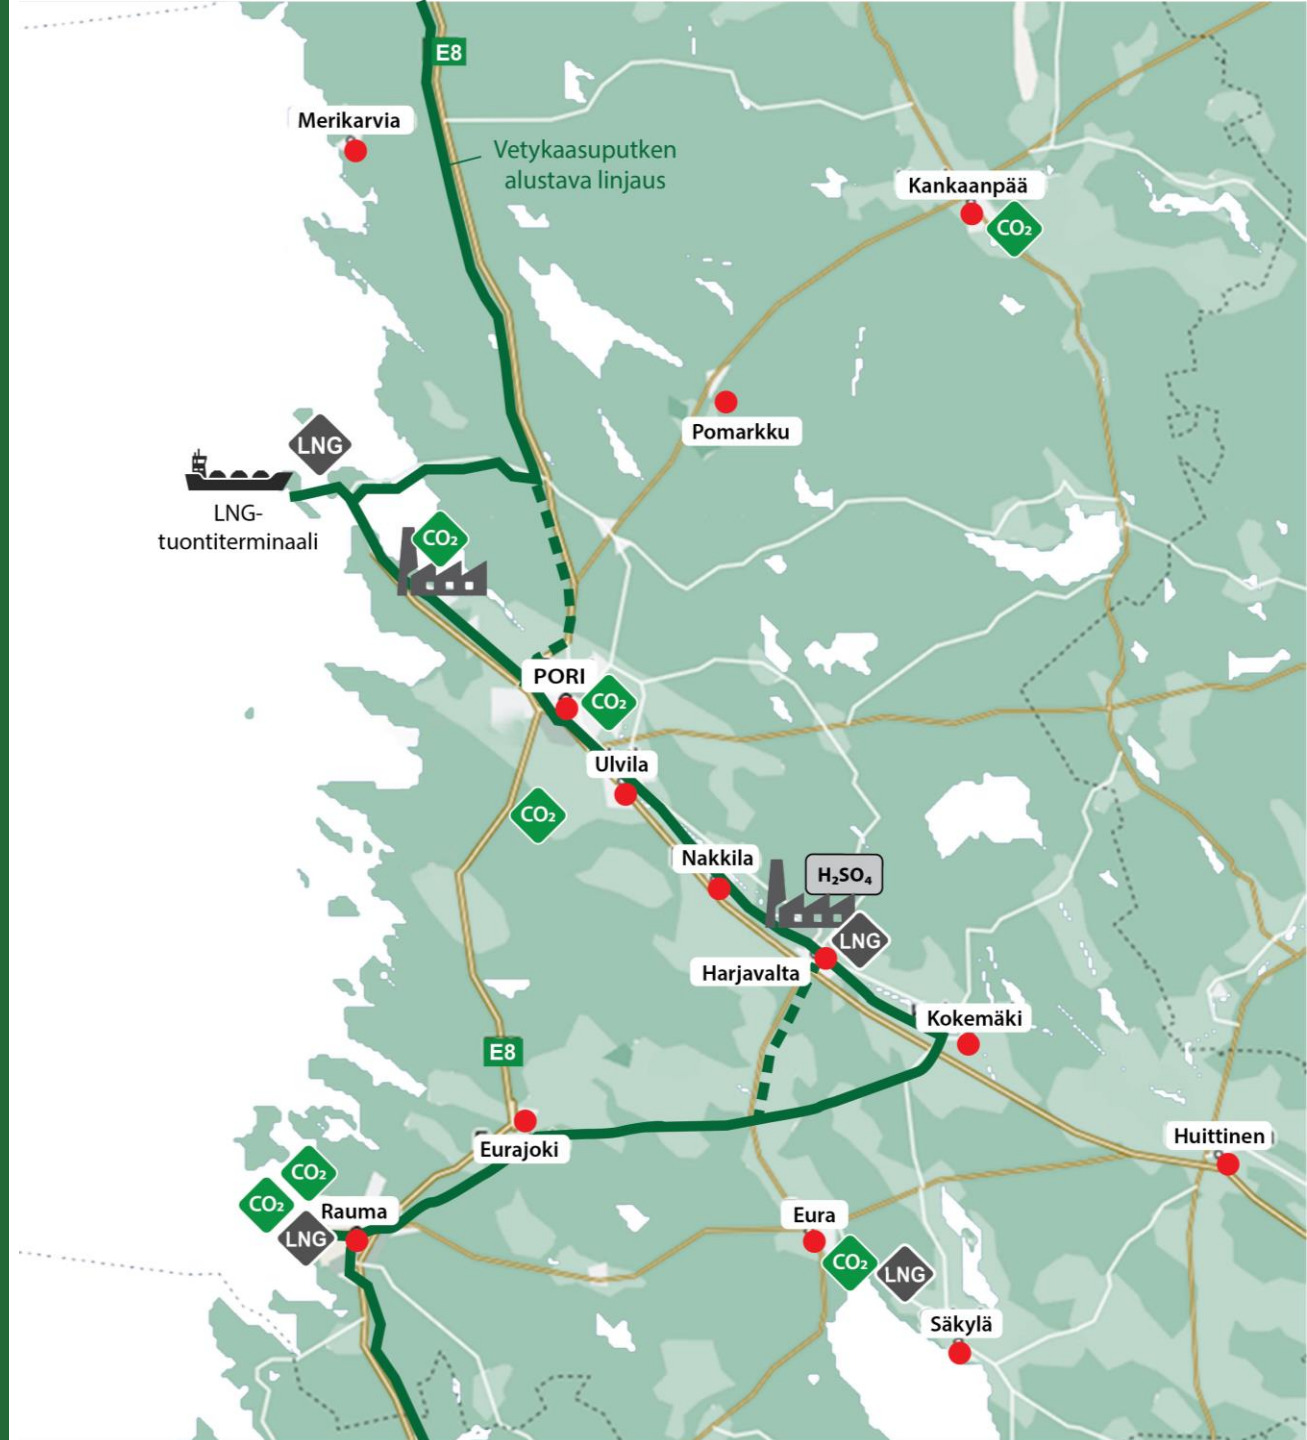 E8
Merikarvia
Vetykaasuputken
alustava linjaus
Kankaanpää
CO₂
Pomarkku
LNG
LNG-
tuontiterminaali
CO₂
PORI
CO₂
Ulvila
CO₂
Nakkila
H₂SO₄
LNG
Harjavalta
Kokemäki
E8
Eurajoki
Huittinen
CO₂
CO₂
Rauma
LNG
Eura
CO₂
LNG
Säkylä